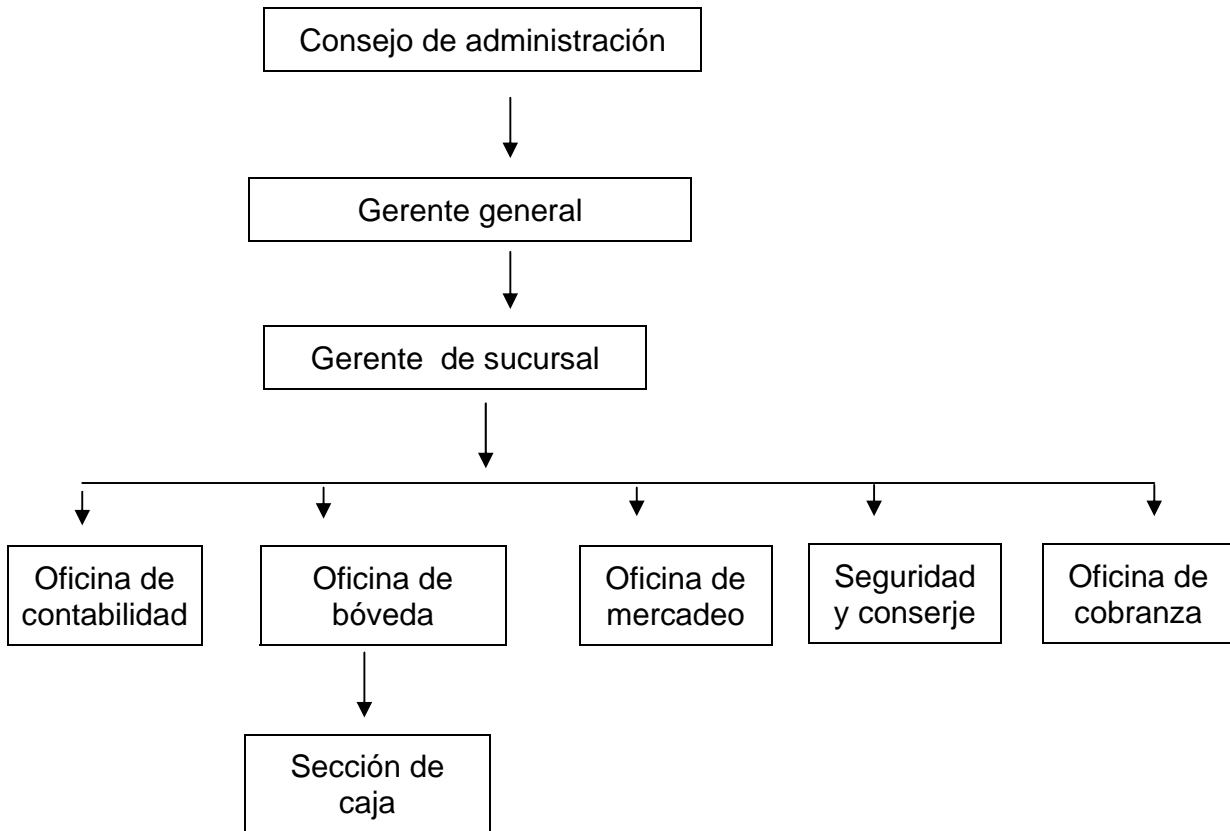 Consejo de administración
Gerente general
Gerente  de sucursal
Oficina de
contabilidad
Oficina de
bóveda
Oficina de
mercadeo
Seguridad
y conserje
Oficina de
cobranza
Sección de
caja